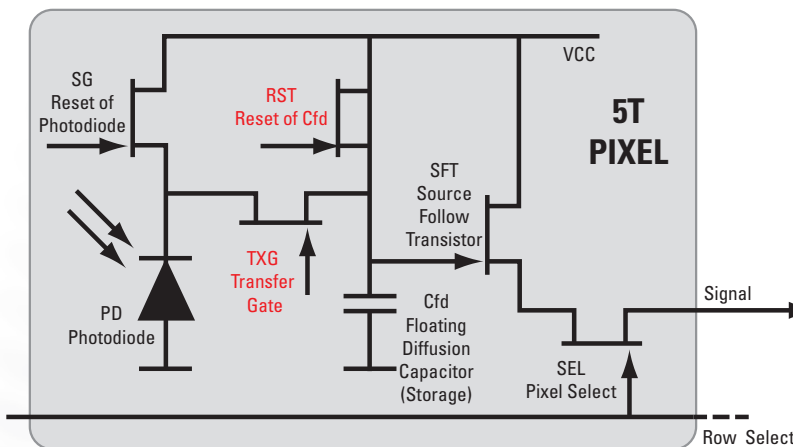 SG
Reset of
Photodiode
RST
Reset of Cfd
VCC
5T
PIXEL
SFT
Source
Follow
Transistor
TXG
Transfer
Gate
PD
Photodiode
Cfd
Floating
Diffusion
Capacitor
(Storage)
Signal
SEL
Pixel Select
Row Select